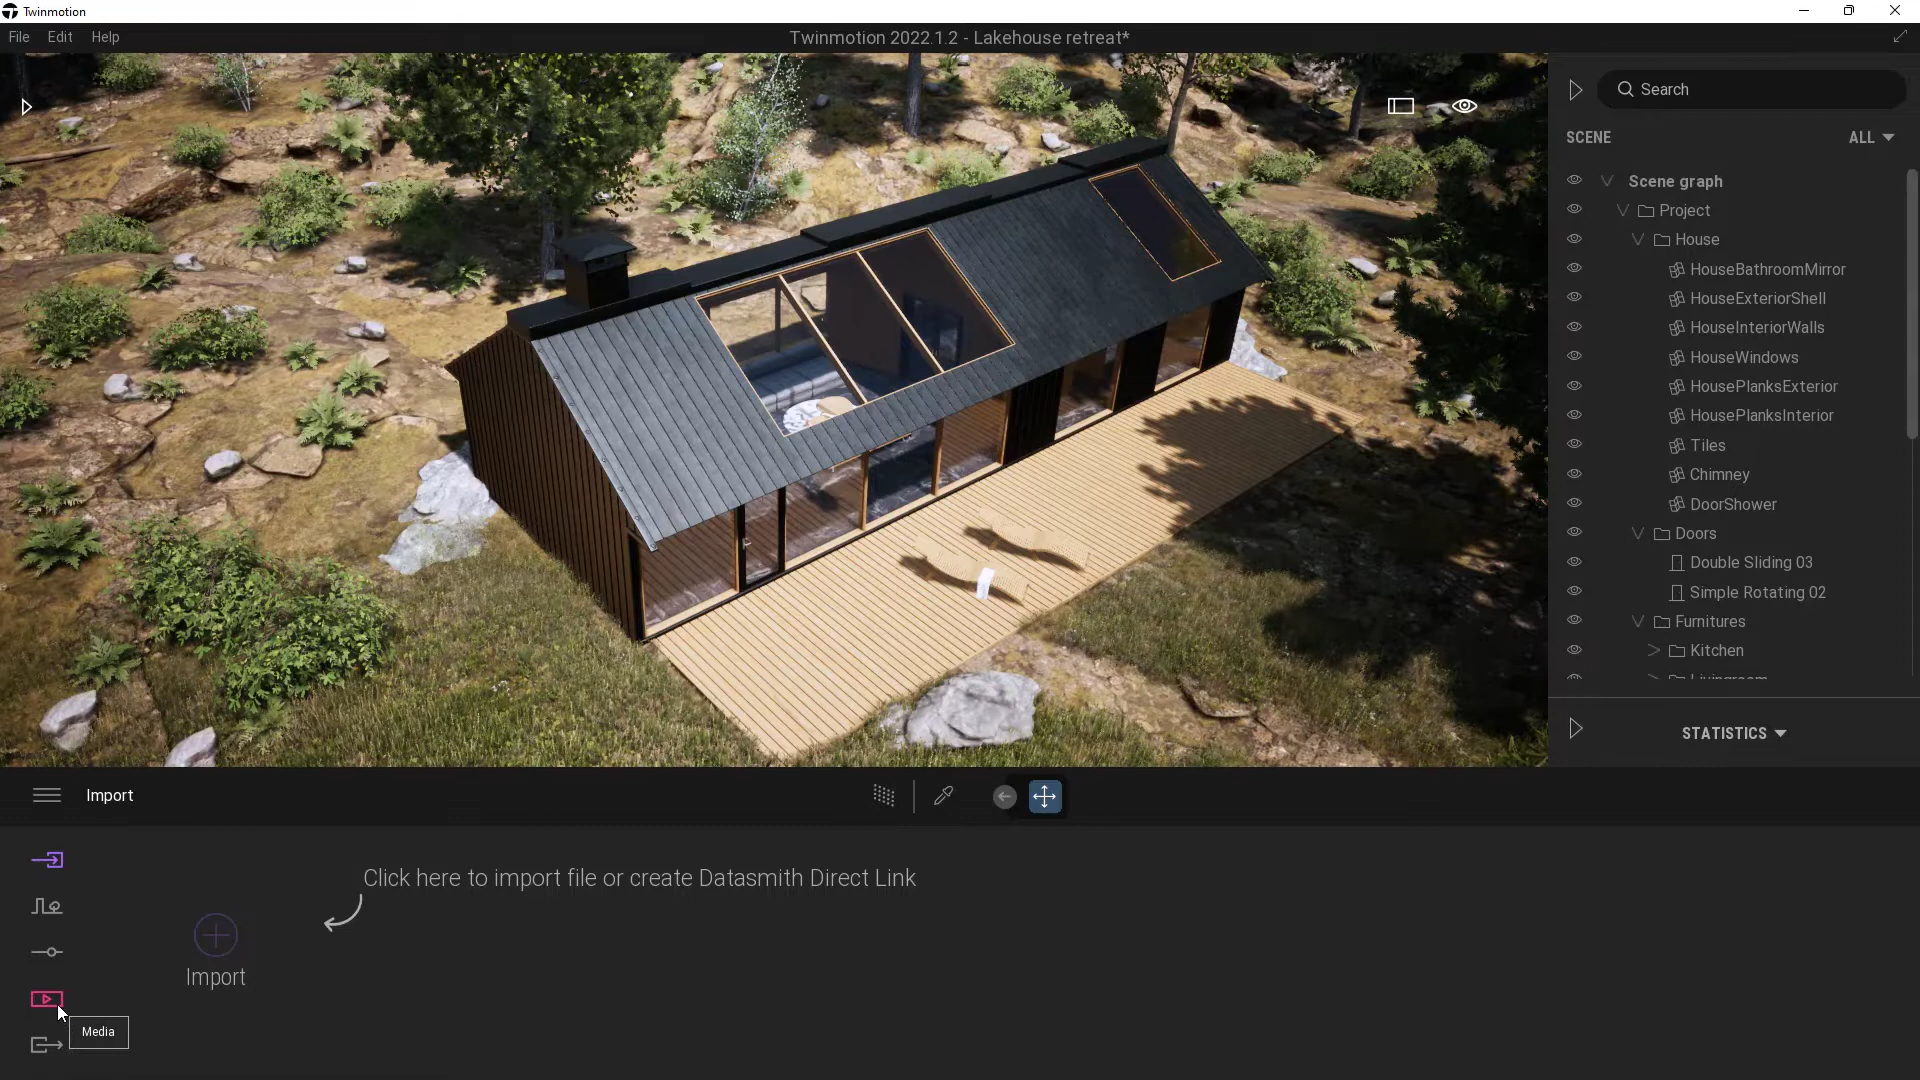 Twinmotion
File Edit Help
Twinmotion 2022.1.2 - Lakehouse retreat*
Search
SCENE
ALL
Scene graph
Project
House
HouseBathroomMirror
HouseExteriorShell
HouseInteriorWalls
HouseWindows
HousePlanksExterior
HousePlanksInterior
Tiles
Chimney
DoorShower
Doors
Double Sliding 03
Simple Rotating 02
Furnitures
Kitchen
STATISTICS
Import
Click here to import file or create Datasmith Direct Link
Import
Media